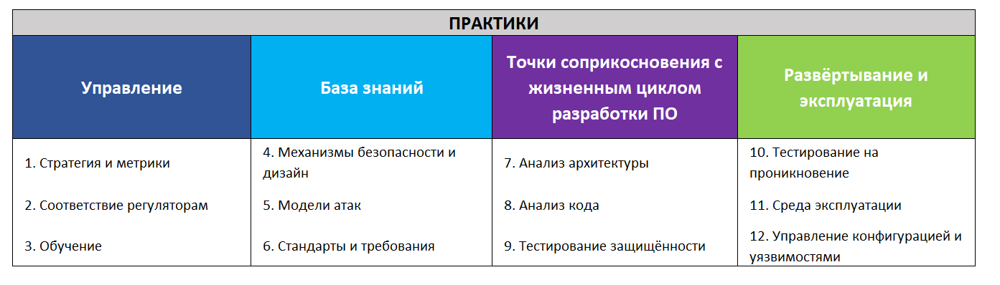 ПРАКТИКИ
Управление
База знаний
Точки соприкосновения с
жизненным циклом
разработки ПО
Развёртывание и
эксплуатация
1. Стратегия и метрики
4. Механизмы безопасности и
дизайн
7. Анализ архитектуры
10. Тестирование на
проникновение
2. Соответствие регуляторам
5. Модели атак
8. Анализ кода
11. Среда эксплуатации
3. Обучение
6. Стандарты и требования
9. Тестирование защищённости
12. Управление конфигурацией и
уязвимостями